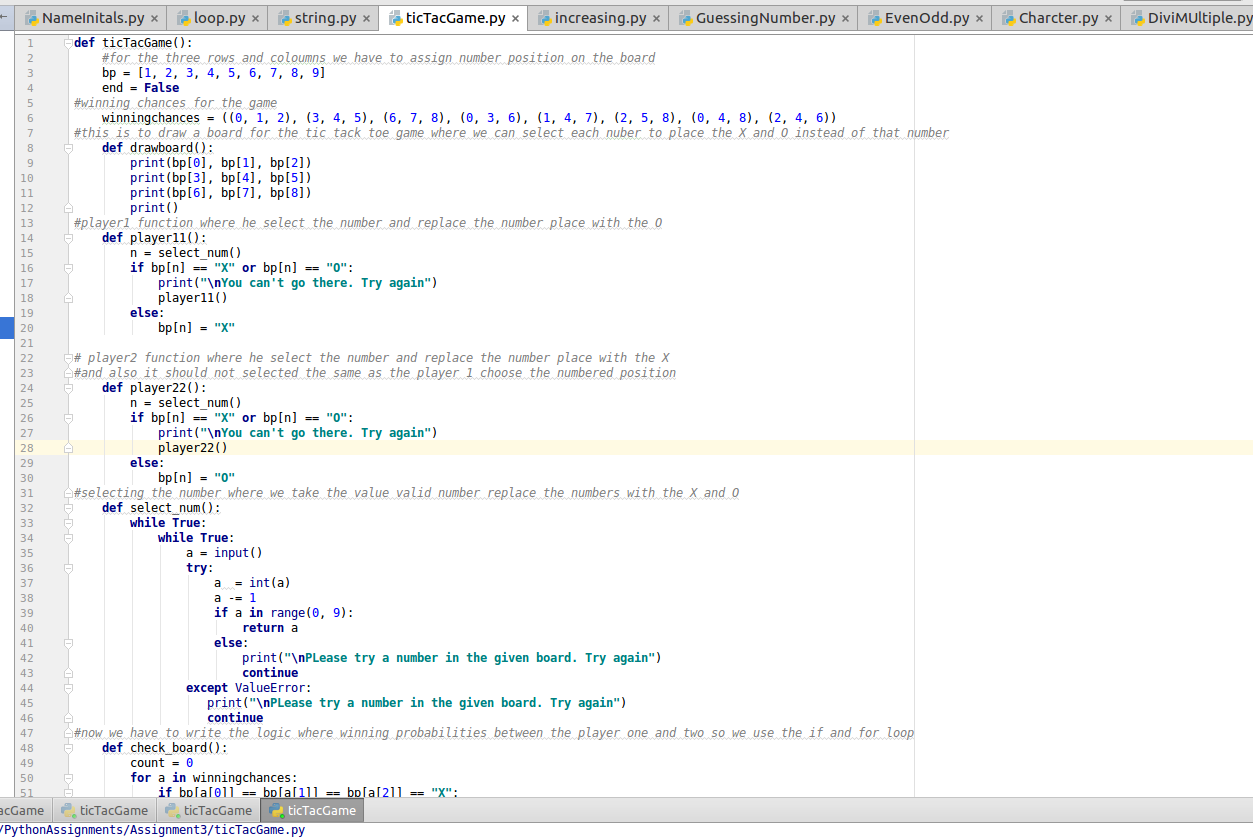 NameInitals.py × loop.py × string.py × ticTacGame.py × increasing.py × GuessingNumber.py × EvenOdd.py × Charcter.py × DiviMUltiple.py
1 def ticTacGame():
2 #for the three rows and coloumns we have to assign number position on the board
3 bp = [1, 2, 3, 4, 5, 6, 7, 8, 9]
4 end = False
5 #winning chances for the game
6 winningchances = ((0, 1, 2), (3, 4, 5), (6, 7, 8), (0, 3, 6), (1, 4, 7), (2, 5, 8), (0, 4, 8), (2, 4, 6))
7 #this is to draw a board for the tic tack toe game where we can select each nuber to place the X and O instead of that number
8 def drawboard():
9 print(bp[0], bp[1], bp[2])
10 print(bp[3], bp[4], bp[5])
11 print(bp[6], bp[7], bp[8])
12 print()
13 #player1 function where he select the number and replace the number place with the O
14 def player11():
15 n = select_num()
16 if bp[n] == "X" or bp[n] == "O":
17 print("\nYou can't go there. Try again")
18 player11()
19 else:
20 bp[n] = "X"
21
22 # player2 function where he select the number and replace the number place with the X
23 #and also it should not selected the same as the player 1 choose the numbered position
24 def player22():
25 n = select_num()
26 if bp[n] == "X" or bp[n] == "O":
27 print("\nYou can't go there. Try again")
28 player22()
29 else:
30 bp[n] = "O"
31 #selecting the number where we take the value valid number replace the numbers with the X and O
32 def select_num():
33 while True:
34 while True:
35 a = input()
36 try:
37 a  = int(a)
38 a -= 1
39 if a in range(0, 9):
40 return a
41 else:
42 print("\nPLease try a number in the given board. Try again")
43 continue
44 except ValueError:
45 print("\nPLease try a number in the given board. Try again")
46 continue
47 #now we have to write the logic where winning probabilities between the player one and two so we use the if and for loop
48 def check_board():
49 count = 0
50 for a in winningchances:
51 if bp[a[0]] == bp[a[1]] == bp[a[2]] == "X":
acGame ticTacGame ticTacGame ticTacGame
/PythonAssignments/Assignment3/ticTacGame.py